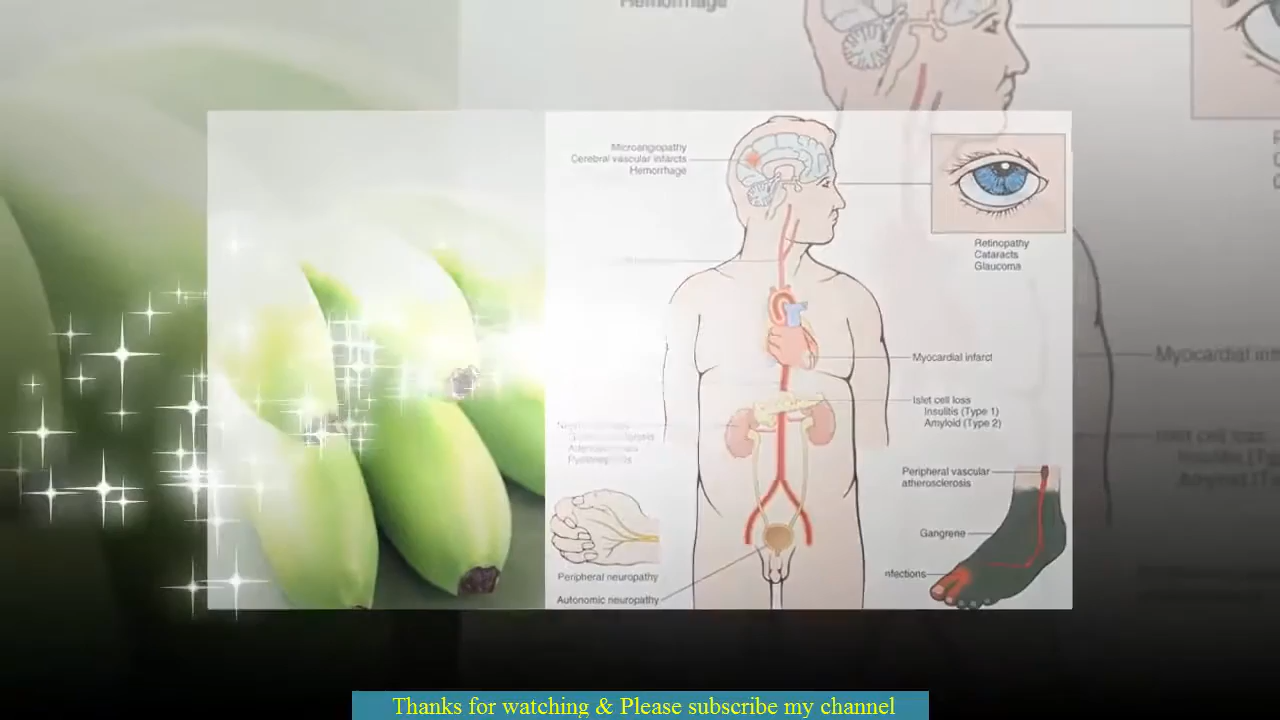 Hemorrhage
Microangiopathy
Cerebral vascular infarcts
Hemorrhage
Retinopathy
Cataracts
Glaucoma
Myocardial infarct
Islet cell loss
Insulitis (Type 1)
Amyloid (Type 2)
Peripheral vascular
atherosclerosis
Gangrene
nfections
Peripheral neuropathy
Autonomic neuropathy
Myocardial inf
Thanks for watching & Please subscribe my channel